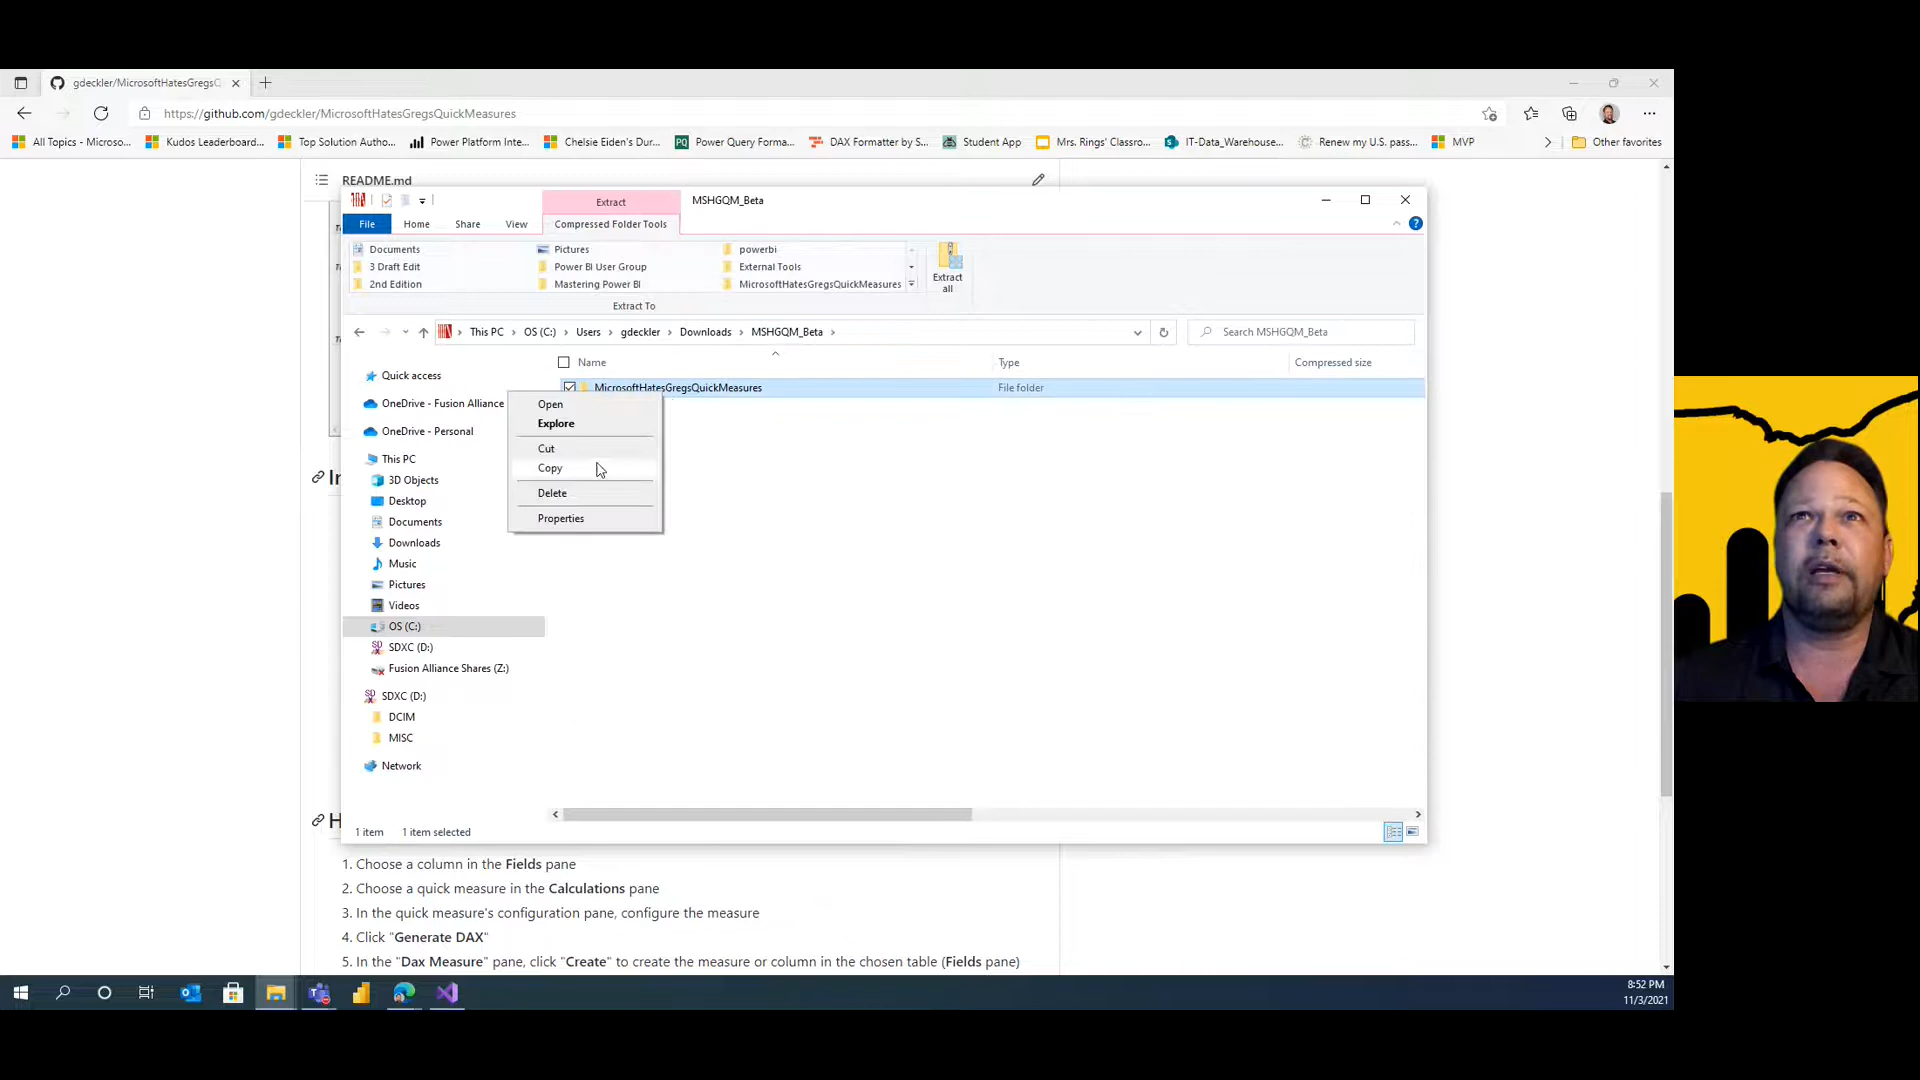 gdeckler/MicrosoftHatesGregsQ
https://github.com/gdeckler/MicrosoftHatesGregsQuickMeasures
All Topics - Microso... Kudos Leaderboard... Top Solution Autho... Power Platform Inte... Chelsie Eiden's Dur... Power Query Forma... DAX Formatter by S... Student App Mrs. Rings' Classro... IT-Data_Warehouse... Renew my U.S. pass... MVP Other favorites
README.md
Extract MSHGQM_Beta
File Home Share View Compressed Folder Tools
Documents Pictures powerbi
3 Draft Edit Power BI User Group External Tools
2nd Edition Mastering Power BI MicrosoftHatesGregsQuickMeasures
Extract all
Extract To
This PC > OS (C:) > Users > gdeckler > Downloads > MSHGQM_Beta >
Search MSHGQM_Beta
Name Type Compressed size
MicrosoftHatesGregsQuickMeasures File folder
Quick access
OneDrive - Fusion Alliance
OneDrive - Personal
This PC
3D Objects
Desktop
Documents
Downloads
Music
Pictures
Videos
OS (C:)
SDXC (D:)
Fusion Alliance Shares (Z:)
SDXC (D:)
DCIM
MISC
Network
Open
Explore
Cut
Copy
Delete
Properties
1 item 1 item selected
1. Choose a column in the Fields pane
2. Choose a quick measure in the Calculations pane
3. In the quick measure's configuration pane, configure the measure
4. Click "Generate DAX"
5. In the "Dax Measure" pane, click "Create" to create the measure or column in the chosen table (Fields pane)
8:52 PM
11/3/2021